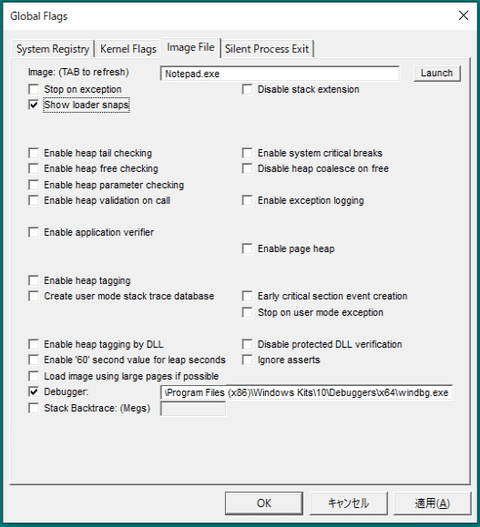 Global Flags
System Registry Kernel Flags Image File Silent Process Exit
Image: (TAB to refresh) Notepad.exe Launch
Stop on exception Disable stack extension
Show loader snaps
Enable heap tail checking Enable system critical breaks
Enable heap free checking Disable heap coalesce on free
Enable heap parameter checking
Enable heap validation on call Enable exception logging
Enable application verifier
Enable page heap
Enable heap tagging
Create user mode stack trace database Early critical section event creation
Stop on user mode exception
Enable heap tagging by DLL Disable protected DLL verification
Enable '60' second value for leap seconds Ignore asserts
Load image using large pages if possible
Debugger: \Program Files (x86)\Windows Kits\10\Debuggers\x64\windbg.exe
Stack Backtrace: (Megs)
OK キャンセル 適用(A)